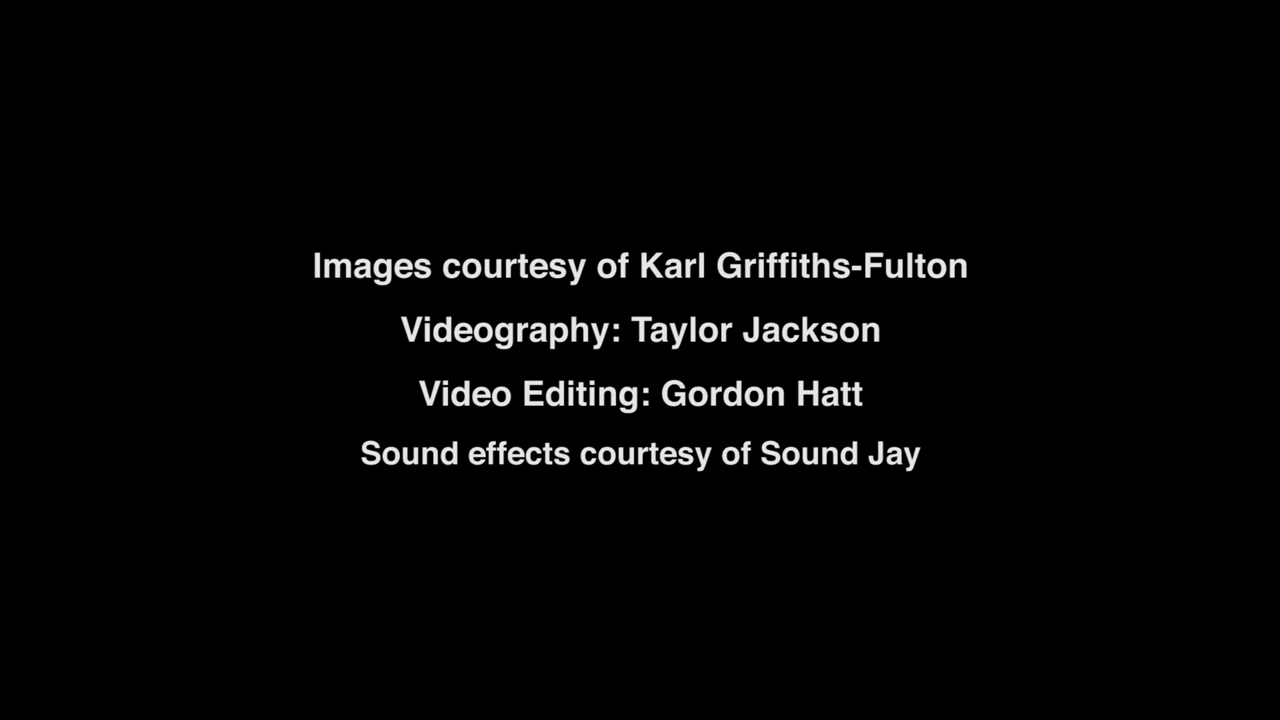 Images courtesy of Karl Griffiths-Fulton
Videography: Taylor Jackson
Video Editing: Gordon Hatt
Sound effects courtesy of Sound Jay